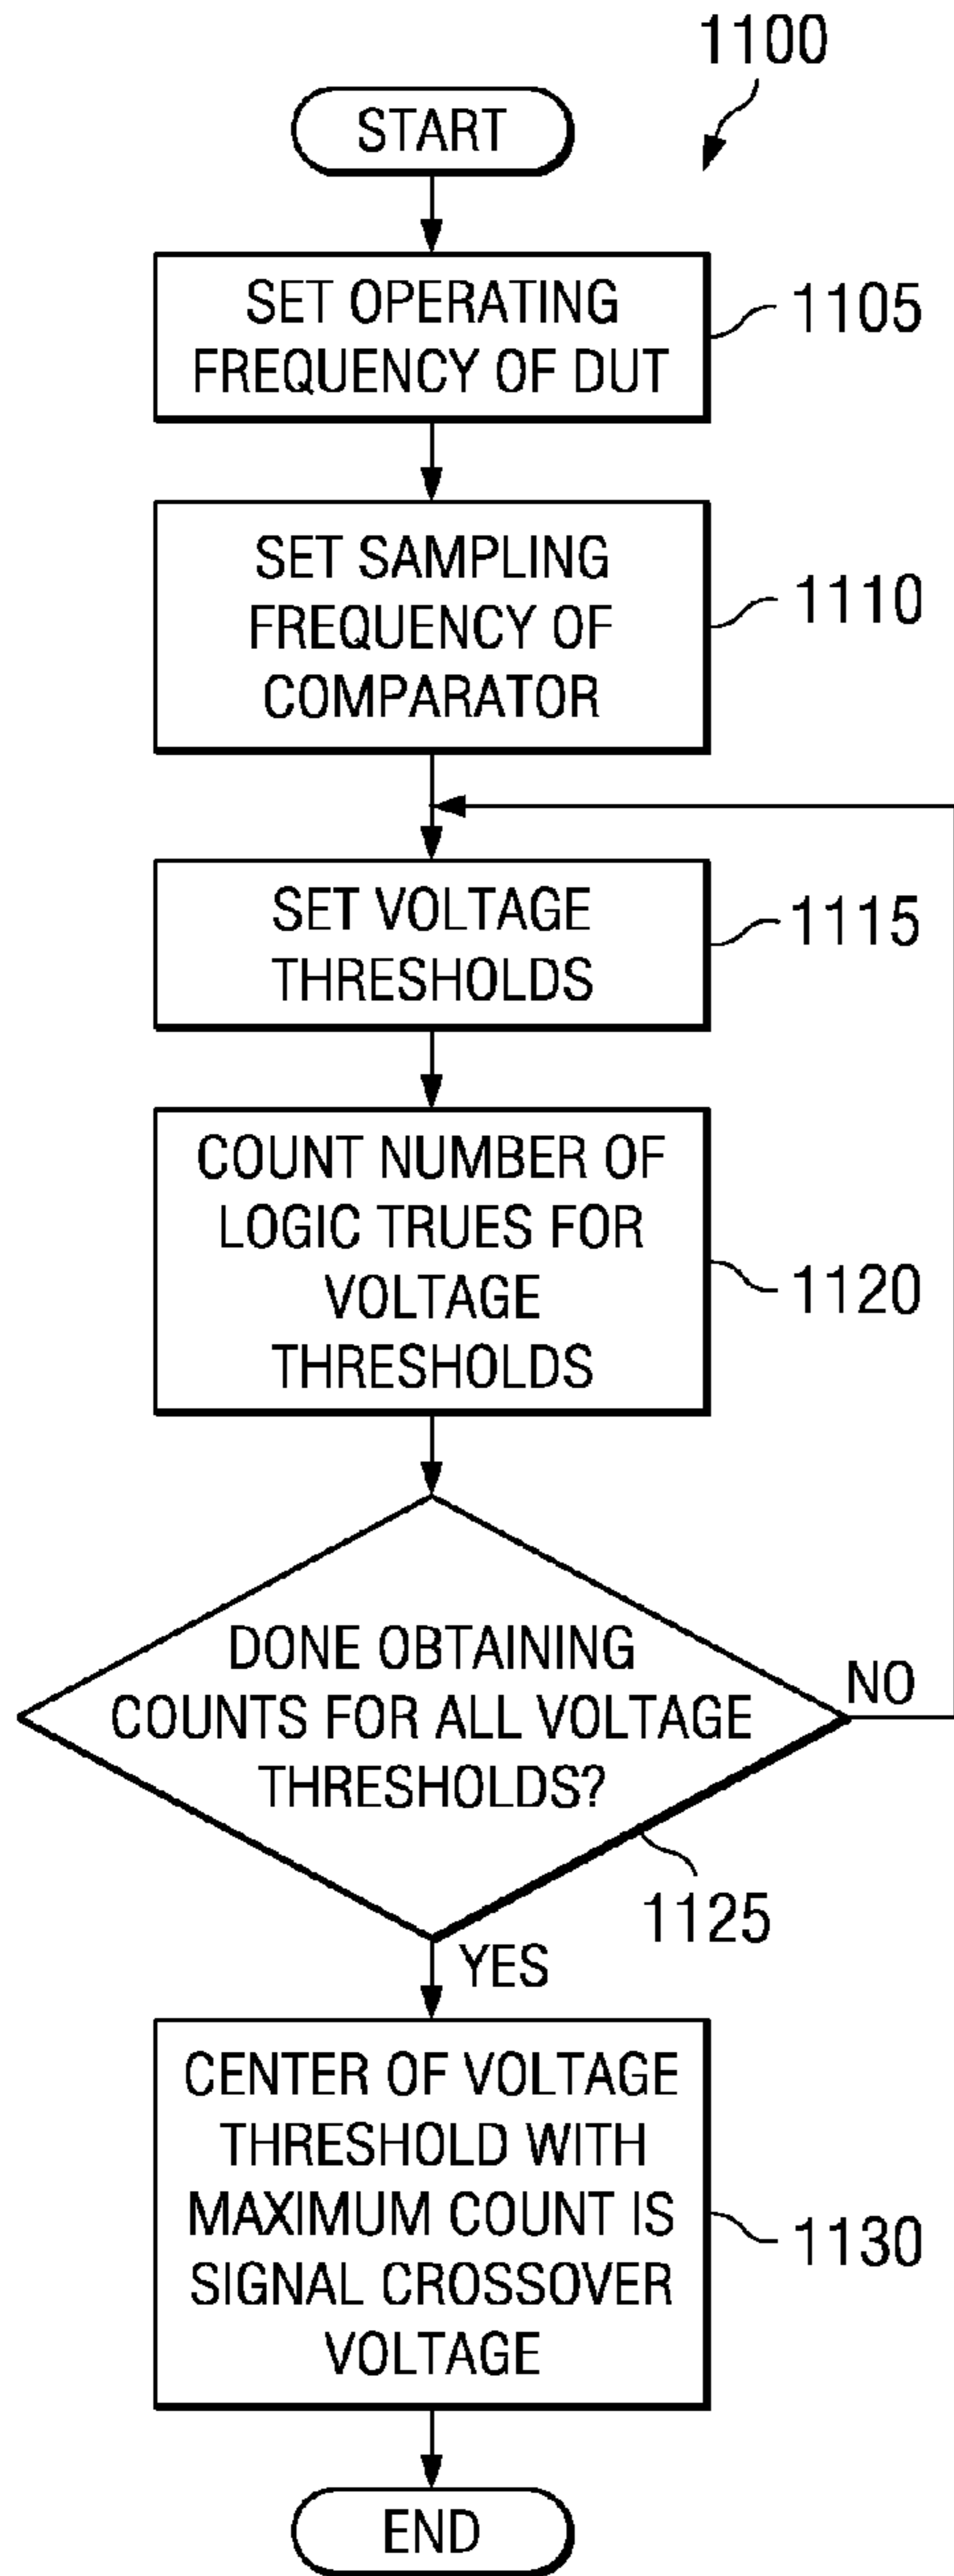 1100
START
SET OPERATING
FREQUENCY OF DUT
1105
SET SAMPLING
FREQUENCY OF
COMPARATOR
1110
SET VOLTAGE
THRESHOLDS
1115
COUNT NUMBER OF
LOGIC TRUES FOR
VOLTAGE
THRESHOLDS
1120
DONE OBTAINING
COUNTS FOR ALL VOLTAGE
THRESHOLDS?
NO
1125
YES
CENTER OF VOLTAGE
THRESHOLD WITH
MAXIMUM COUNT IS
SIGNAL CROSSOVER
VOLTAGE
1130
END